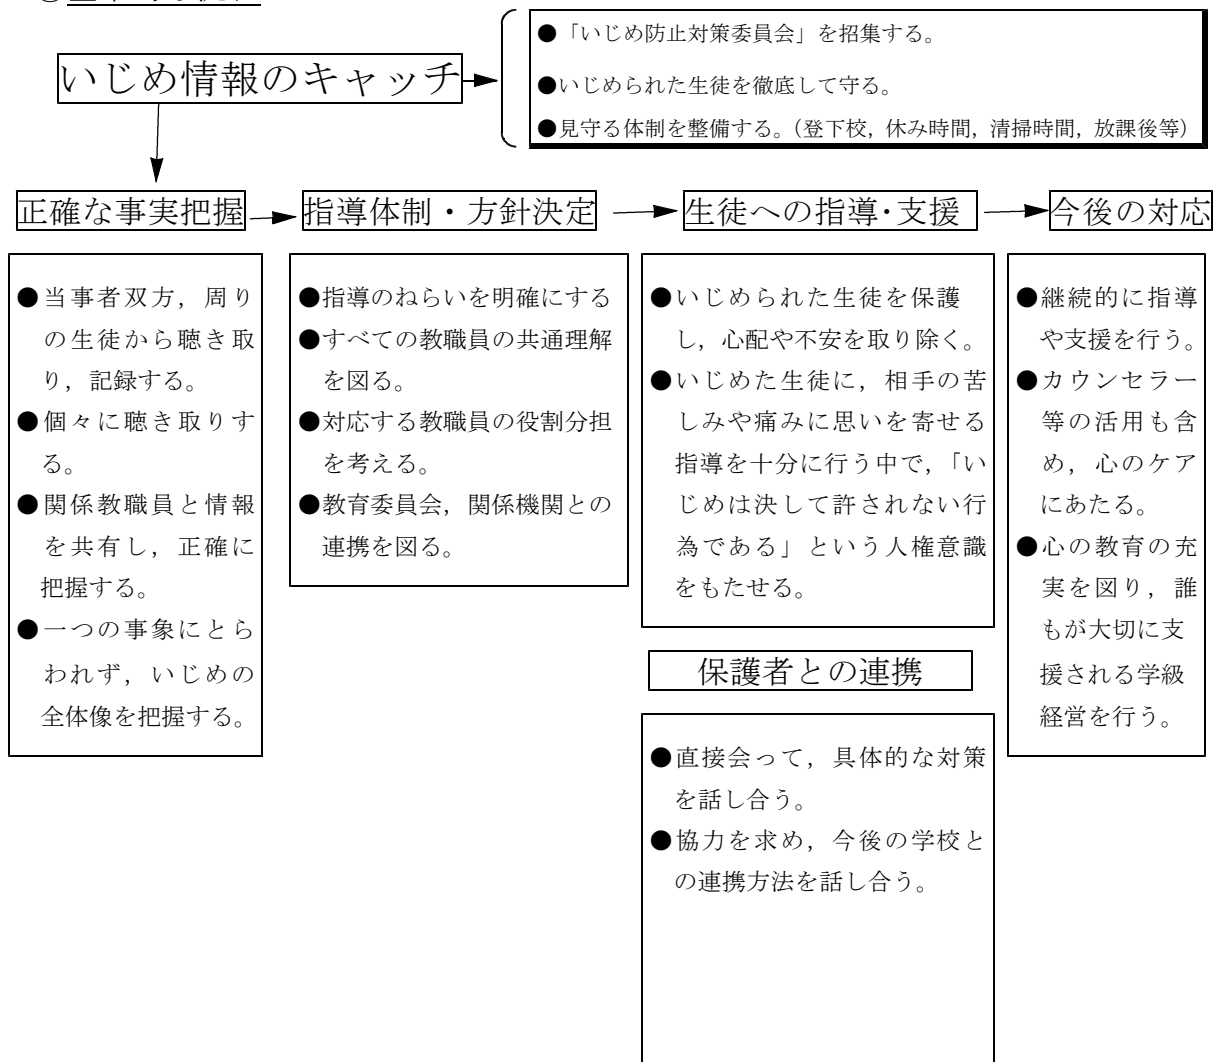 ●「いじめ防止対策委員会」を招集する。
●いじめられた生徒を徹底して守る。
●見守る体制を整備する。（登下校，休み時間，清掃時間，放課後等）
いじめ情報のキャッチ
正確な事実把握
指導体制・方針決定
生徒への指導・支援
今後の対応
●当事者双方，周り
の生徒から聴き取
り，記録する。
●個々に聴き取りす
る。
●関係教職員と情報
を共有し，正確に
把握する。
●一つの事象にとら
われず，いじめの
全体像を把握する。
●指導のねらいを明確にする
●すべての教職員の共通理解
を図る。
●対応する教職員の役割分担
を考える。
●教育委員会，関係機関との
連携を図る。
●いじめられた生徒を保護
し，心配や不安を取り除く。
●いじめた生徒に，相手の苦
しみや痛みに思いを寄せる
指導を十分に行う中で，「い
じめは決して許されない行
為である」という人権意識
をもたせる。
保護者との連携
●直接会って，具体的な対策
を話し合う。
●協力を求め，今後の学校と
の連携方法を話し合う。
●継続的に指導
や支援を行う。
●カウンセラー
等の活用も含
め，心のケア
にあたる。
●心の教育の充
実を図り，誰
もが大切に支
援される学級
経営を行う。